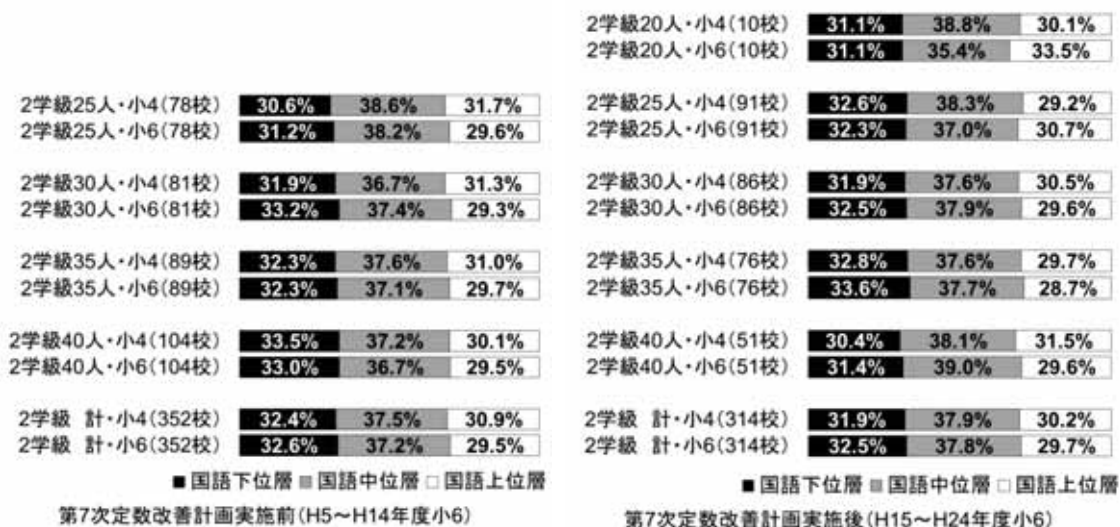 2学級25人・小4(78校) 30.6% 38.6% 31.7%
2学級25人・小6(78校) 31.2% 38.2% 29.6%
2学級30人・小4(81校) 31.9% 36.7% 31.3%
2学級30人・小6(81校) 33.2% 37.4% 29.3%
2学級35人・小4(89校) 32.3% 37.6% 31.0%
2学級35人・小6(89校) 32.3% 37.1% 29.7%
2学級40人・小4(104校) 33.5% 37.2% 30.1%
2学級40人・小6(104校) 33.0% 36.7% 29.5%
2学級 計・小4(352校) 32.4% 37.5% 30.9%
2学級 計・小6(352校) 32.6% 37.2% 29.5%
■国語下位層 ■国語中位層 □国語上位層
第7次定数改善計画実施前(H5～H14年度小6)
2学級20人・小4(10校) 31.1% 38.8% 30.1%
2学級20人・小6(10校) 31.1% 35.4% 33.5%
2学級25人・小4(91校) 32.6% 38.3% 29.2%
2学級25人・小6(91校) 32.3% 37.0% 30.7%
2学級30人・小4(86校) 31.9% 37.6% 30.5%
2学級30人・小6(86校) 32.5% 37.9% 29.6%
2学級35人・小4(76校) 32.8% 37.6% 29.7%
2学級35人・小6(76校) 33.6% 37.7% 28.7%
2学級40人・小4(51校) 30.4% 38.1% 31.5%
2学級40人・小6(51校) 31.4% 39.0% 29.6%
2学級 計・小4(314校) 31.9% 37.9% 30.2%
2学級 計・小6(314校) 32.5% 37.8% 29.7%
■国語下位層 ■国語中位層 □国語上位層
第7次定数改善計画実施後(H15～H24年度小6)